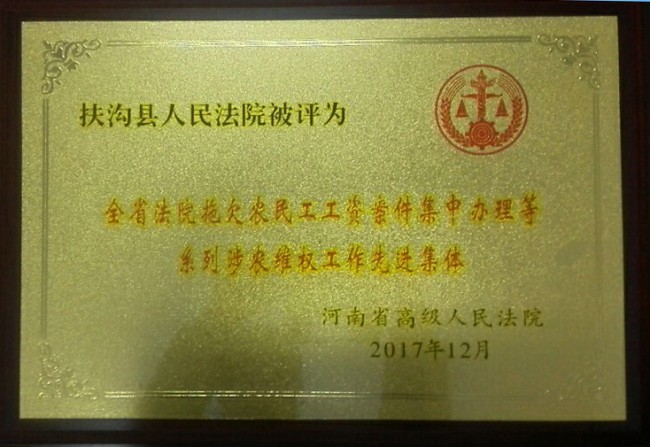 扶沟县人民法院被评为
全省法院拖欠农民工工资案件集中办理等
系列涉农维权工作先进集体
河南省高级人民法院
2017年12月